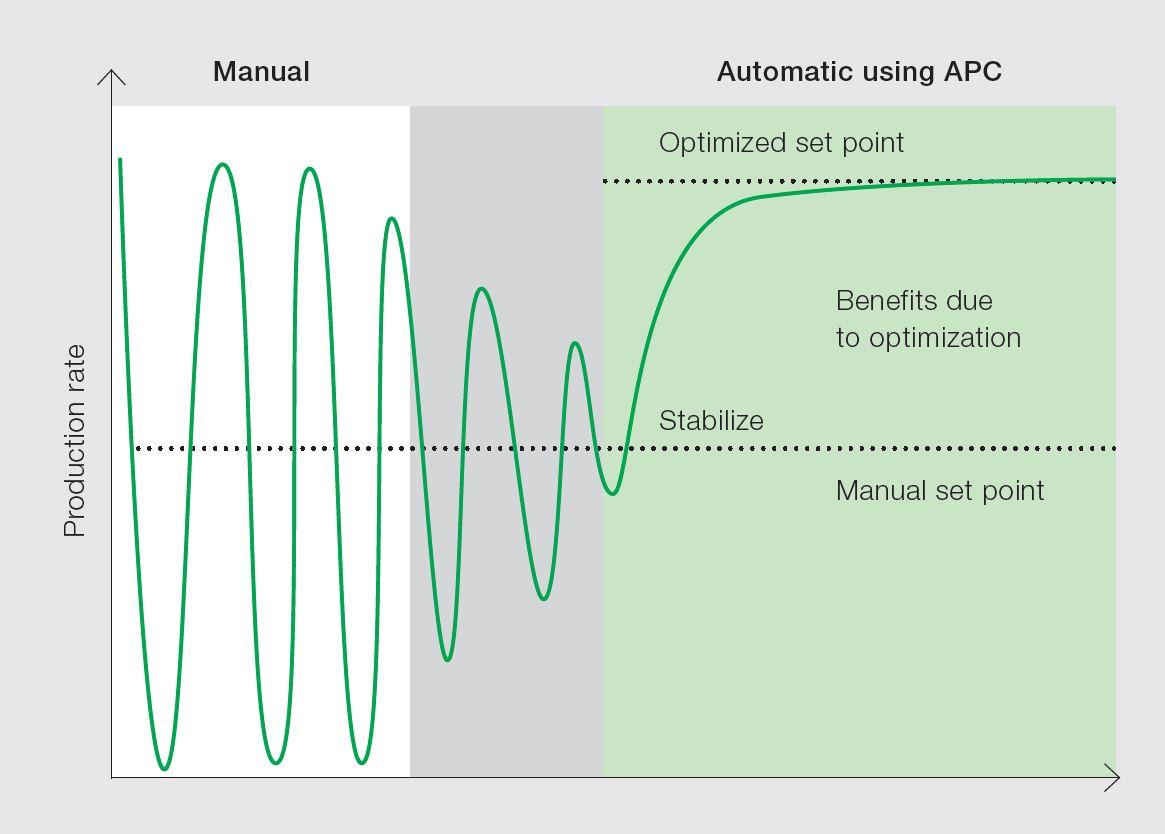 Manual
Automatic using APC
Optimized set point
Benefits due
to optimization
Stabilize
Manual set point
Production rate